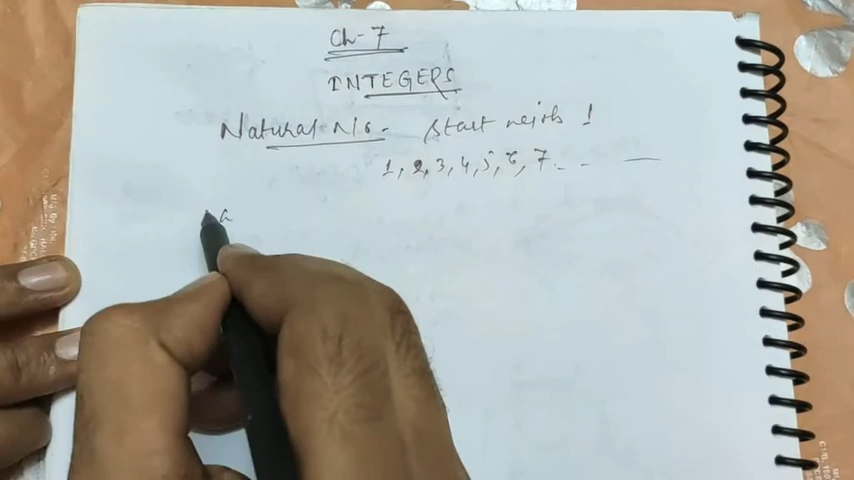 Ch-7
INTEGERS
Natural No. Start with 1
1, 2, 3, 4, 5, 6, 7 . . . —